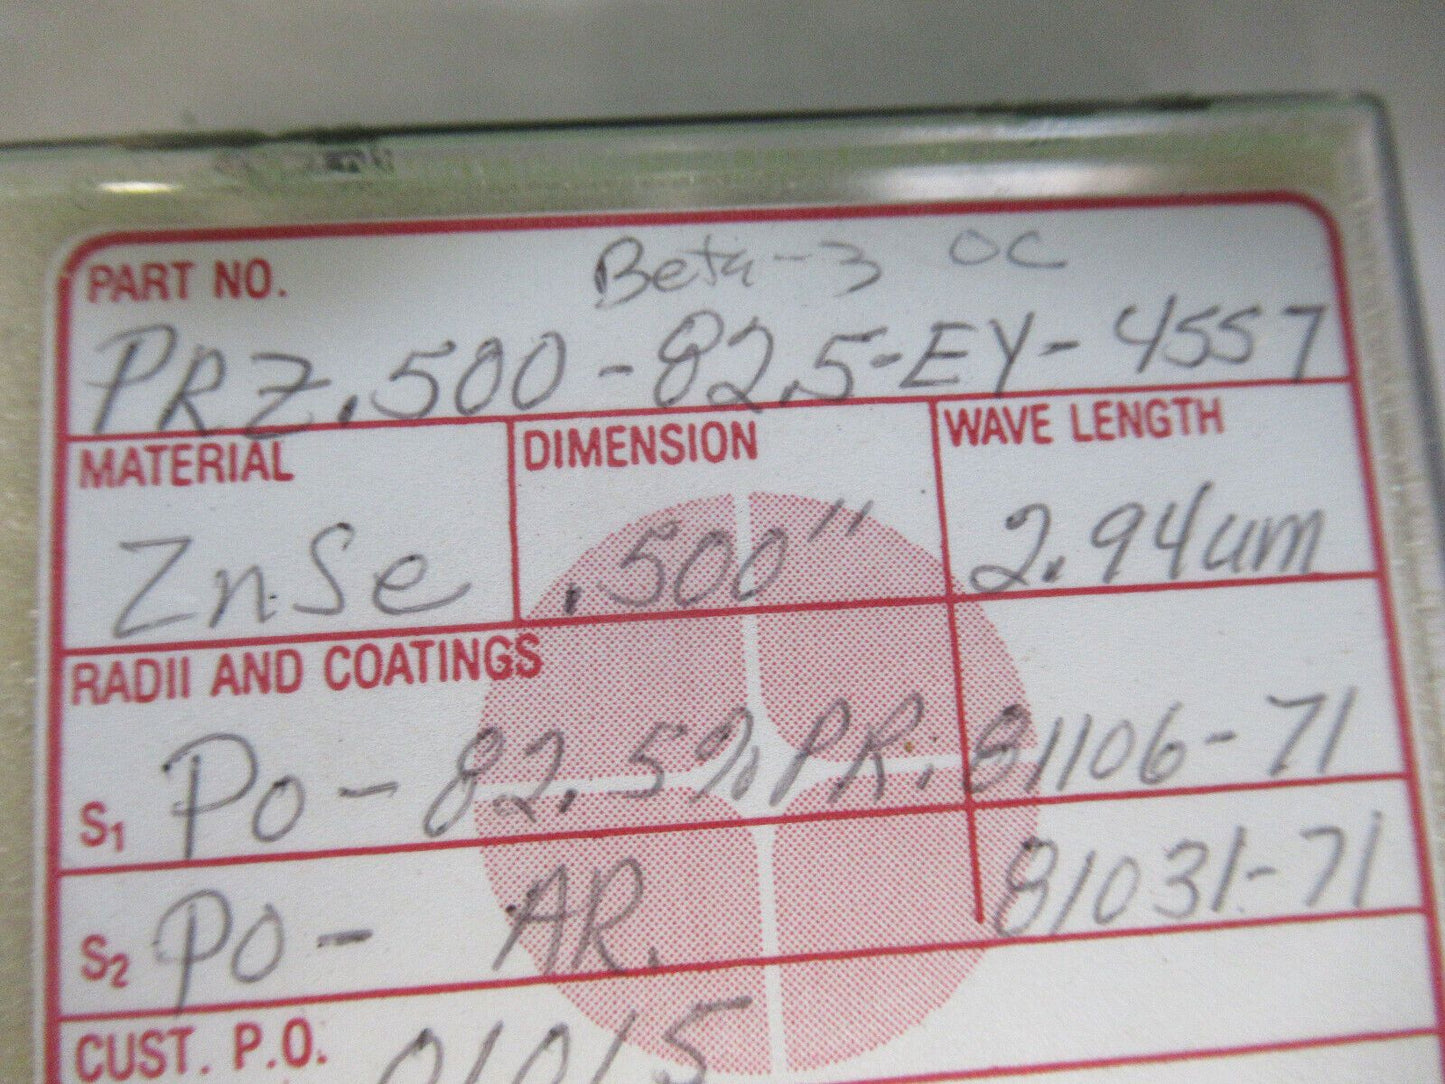 Beta-3 OC
PART NO.
PRZ.500-82.5-EY-4557
MATERIAL DIMENSION WAVE LENGTH
ZnSe .500" 2.94um
RADII AND COATINGS
S1 PO-82.5% PR. 81106-71
S2 PO- AR. 81031-71
CUST. P.O. 01015